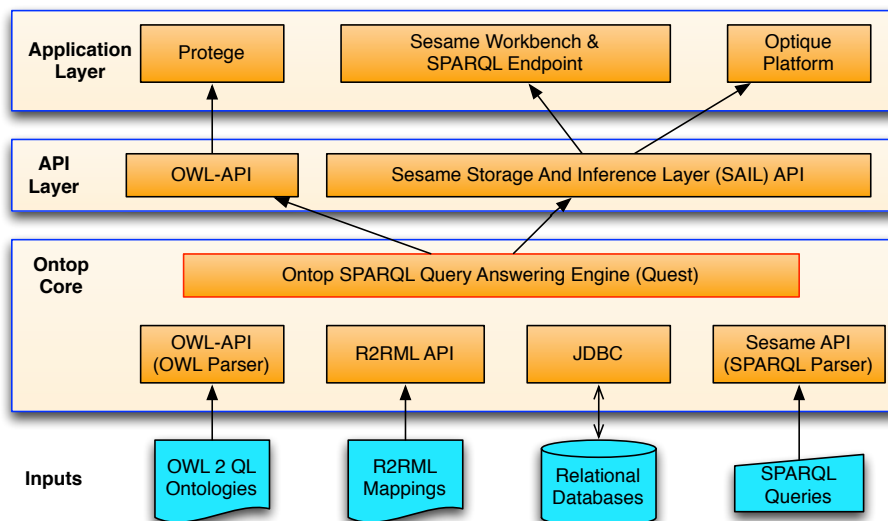 Application
Layer
Protege
Sesame Workbench &
SPARQL Endpoint
Optique
Platform
API
Layer
OWL-API
Sesame Storage And Inference Layer (SAIL) API
Ontop
Core
Ontop SPARQL Query Answering Engine (Quest)
OWL-API
(OWL Parser)
R2RML API
JDBC
Sesame API
(SPARQL Parser)
Inputs
OWL 2 QL
Ontologies
R2RML
Mappings
Relational
Databases
SPARQL
Queries